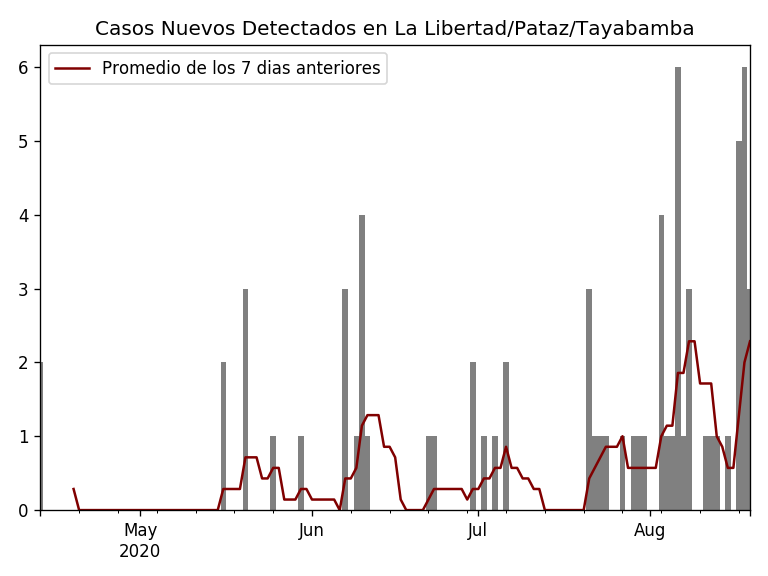 Casos Nuevos Detectados en La Libertad/Pataz/Tayabamba
Promedio de los 7 dias anteriores
6
5
4
3
2
1
0
May Jun Jul Aug
2020